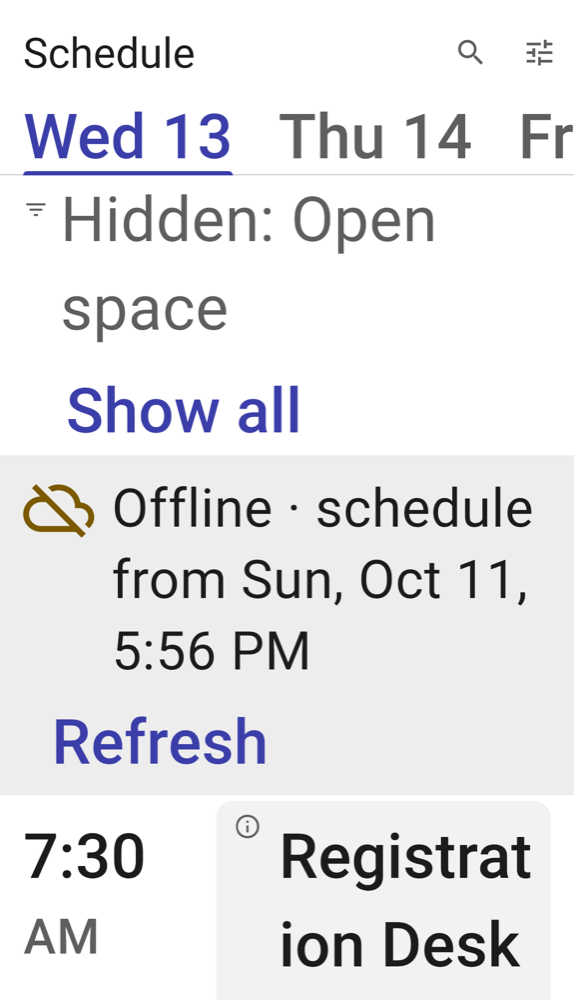 Schedule
Wed 13 Thu 14 Fr
Hidden: Open
space
Show all
Offline · schedule
from Sun, Oct 11,
5:56 PM
Refresh
7:30
AM
Registrat
ion Desk